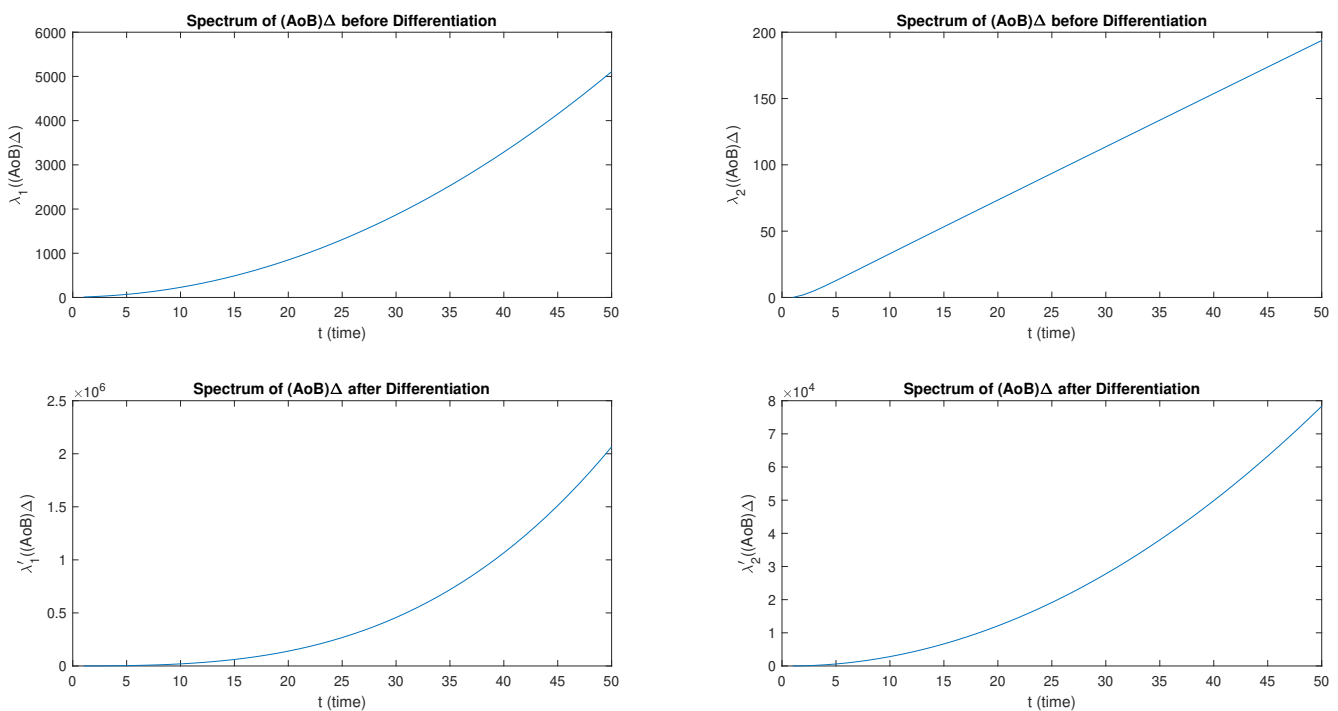 Spectrum of (AoB)Δ before Differentiation
6000
5000
4000
3000
2000
1000
0
λ1((AoB)Δ)
0 5 10 15 20 25 30 35 40 45 50
t (time)
Spectrum of (AoB)Δ before Differentiation
200
150
100
50
0
λ2((AoB)Δ)
0 5 10 15 20 25 30 35 40 45 50
t (time)
Spectrum of (AoB)Δ after Differentiation
×10^6
2.5
2
1.5
1
0.5
0
λ'1((AoB)Δ)
0 5 10 15 20 25 30 35 40 45 50
t (time)
Spectrum of (AoB)Δ after Differentiation
×10^4
8
7
6
5
4
3
2
1
0
λ'2((AoB)Δ)
0 5 10 15 20 25 30 35 40 45 50
t (time)